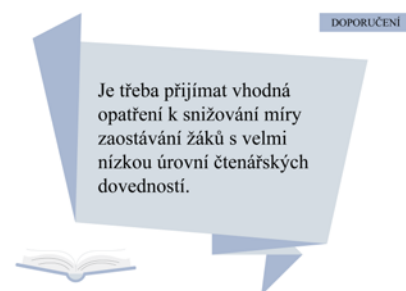 DOPORUČENÍ
Je třeba přijímat vhodná
opatření k snižování míry
zaostávání žáků s velmi
nízkou úrovní čtenářských
dovedností.